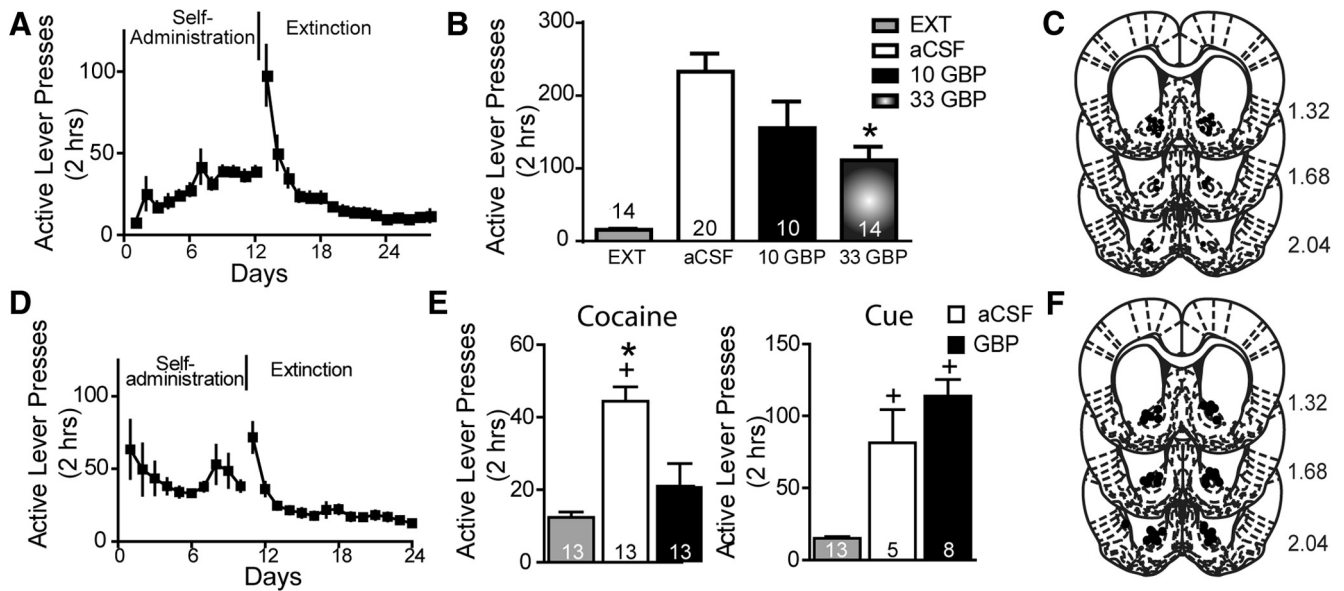 A
Self-
Administration
Extinction
Active Lever Presses
(2 hrs)
100
50
0
0
6
12
18
24
Days
B
Active Lever Presses
(2 hrs)
300
200
2 100
0
14
20
10
14
*
EXT
aCSF
10 GBP
33 GBP
EXT
aCSF
10 GBP
33 GBP
C
1.32
1.68
2.04
D
Self-
administration
Extinction
Active Lever Presses
(2 hrs)
100
50
0
0
6
12
18
24
Days
E
Cocaine
Active Lever Presses
(2 hrs)
60
40
20
0
*
+
13
13
13
Cue
Active Lever Presses
(2 hrs)
150
100
50
0
+
+
13
5
8
aCSF
GBP
F
1.32
1.68
2.04